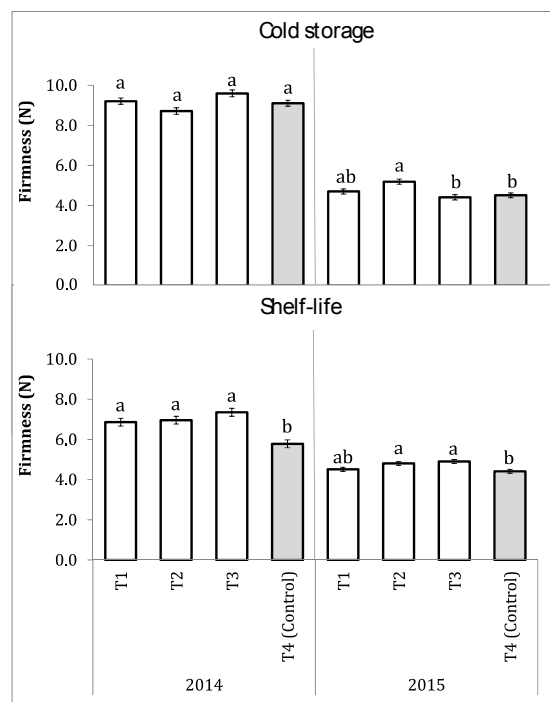 Cold storage
Firmness (N)
10.0
8.0
6.0
4.0
2.0
0.0
a
a
a
a
ab
a
b
b
Shelf-life
Firmness (N)
10.0
8.0
6.0
4.0
2.0
0.0
a
a
a
b
ab
a
a
b
T1
T2
T3
T4 (Control)
T1
T2
T3
T4 (Control)
2014
2015